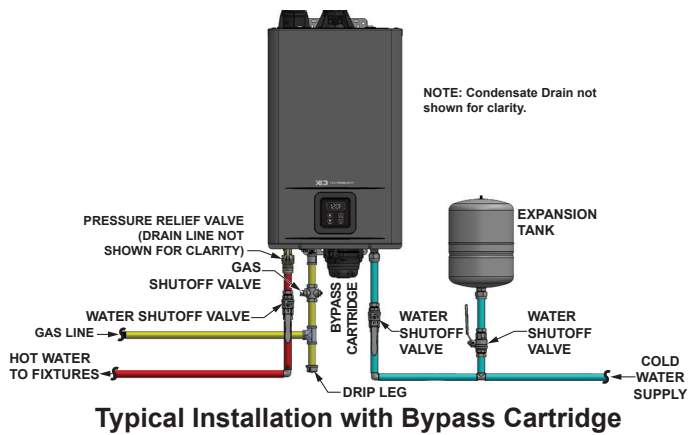 NOTE: Condensate Drain not
shown for clarity.
X3
120F
PRESSURE RELIEF VALVE
(DRAIN LINE NOT
SHOWN FOR CLARITY)
GAS
SHUTOFF VALVE
WATER SHUTOFF VALVE
GAS LINE
HOT WATER
TO FIXTURES
DRIP LEG
BYPASS
CARTRIDGE
WATER
SHUTOFF
VALVE
EXPANSION
TANK
WATER
SHUTOFF
VALVE
COLD
WATER
SUPPLY
Typical Installation with Bypass Cartridge